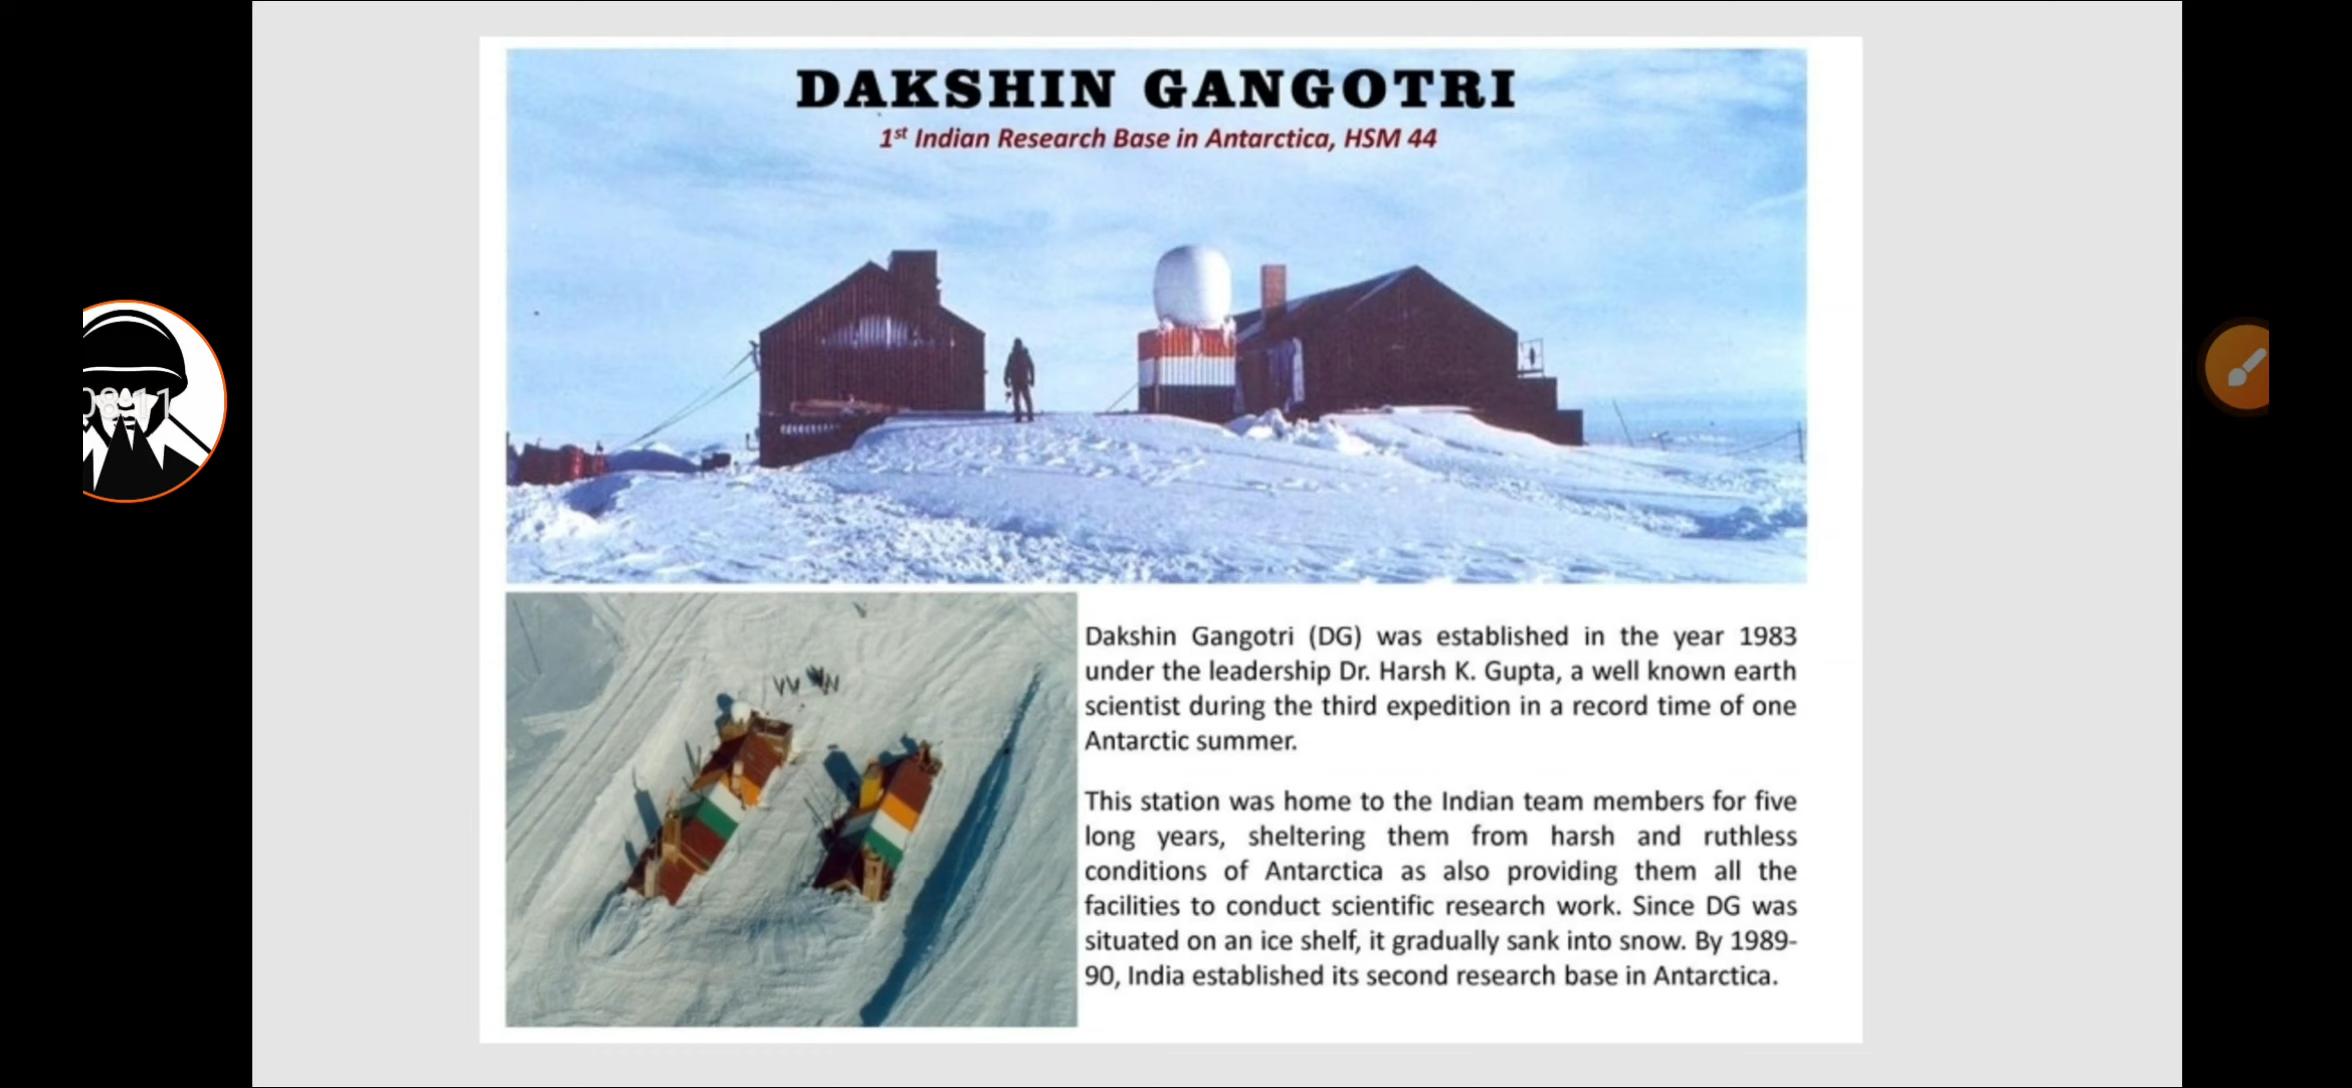 DAKSHIN GANGOTRI
1st Indian Research Base in Antarctica, HSM 44
08:11
Dakshin Gangotri (DG) was established in the year 1983
under the leadership Dr. Harsh K. Gupta, a well known earth
scientist during the third expedition in a record time of one
Antarctic summer.
This station was home to the Indian team members for five
long years, sheltering them from harsh and ruthless
conditions of Antarctica as also providing them all the
facilities to conduct scientific research work. Since DG was
situated on an ice shelf, it gradually sank into snow. By 1989-
90, India established its second research base in Antarctica.